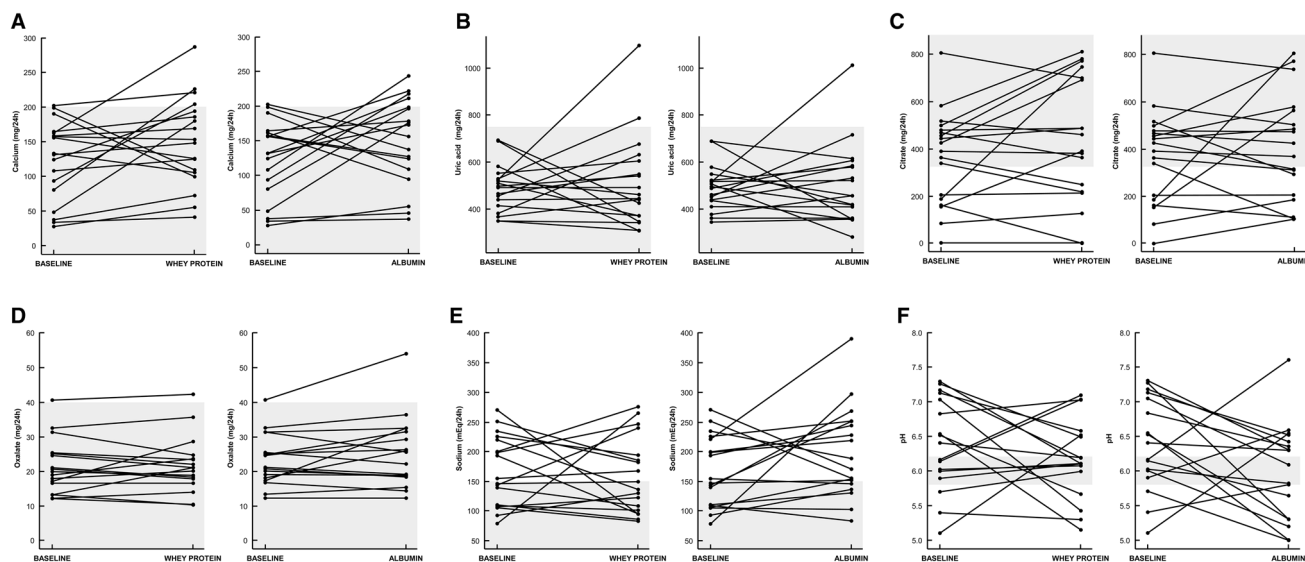 A
Calcium (mg/24h)
300
250
200
150
100
50
0
BASELINE WHEY PROTEIN
Calcium (mg/24h)
300
250
200
150
100
50
0
BASELINE ALBUMIN
B
Uric acid (mg/24h)
1000
800
600
400
BASELINE WHEY PROTEIN
Uric acid (mg/24h)
1000
800
600
400
BASELINE ALBUMIN
C
Citrate (mg/24h)
800
600
400
200
0
BASELINE WHEY PROTEIN
Citrate (mg/24h)
800
600
400
200
0
BASELINE ALBUMIN
D
Oxalate (mg/24h)
60
50
40
30
20
10
0
BASELINE WHEY PROTEIN
Oxalate (mg/24h)
60
50
40
30
20
10
0
BASELINE ALBUMIN
E
Sodium (mEq/24h)
400
350
300
250
200
150
100
50
BASELINE WHEY PROTEIN
Sodium (mEq/24h)
400
350
300
250
200
150
100
50
BASELINE ALBUMIN
F
pH
8.0
7.5
7.0
6.5
6.0
5.5
5.0
BASELINE WHEY PROTEIN
pH
8.0
7.5
7.0
6.5
6.0
5.5
5.0
BASELINE ALBUMIN